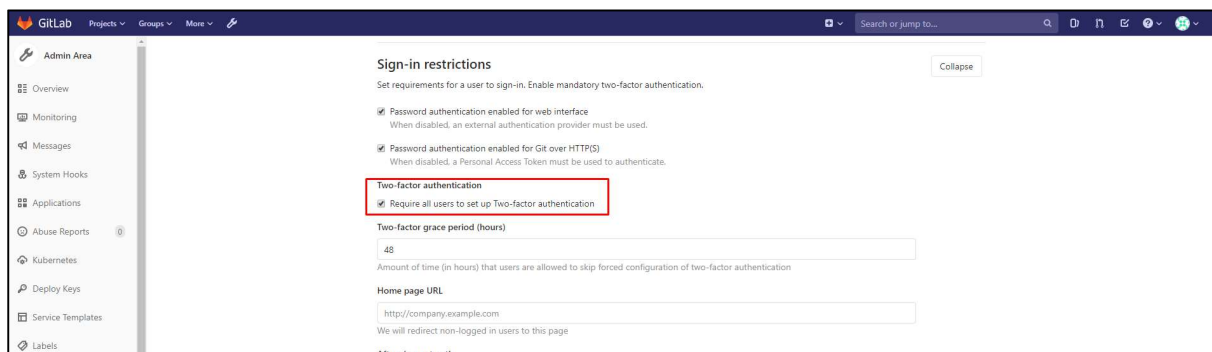 GitLab Projects Groups More Search or jump to...
Admin Area
Overview
Monitoring
Messages
System Hooks
Applications
Abuse Reports 0
Kubernetes
Deploy Keys
Service Templates
Labels
Sign-in restrictions
Collapse
Set requirements for a user to sign-in. Enable mandatory two-factor authentication.
Password authentication enabled for web interface
When disabled, an external authentication provider must be used.
Password authentication enabled for Git over HTTP(S)
When disabled, a Personal Access Token must be used to authenticate.
Two-factor authentication
Require all users to set up Two-factor authentication
Two-factor grace period (hours)
48
Amount of time (in hours) that users are allowed to skip forced configuration of two-factor authentication
Home page URL
http://company.example.com
We will redirect non-logged in users to this page